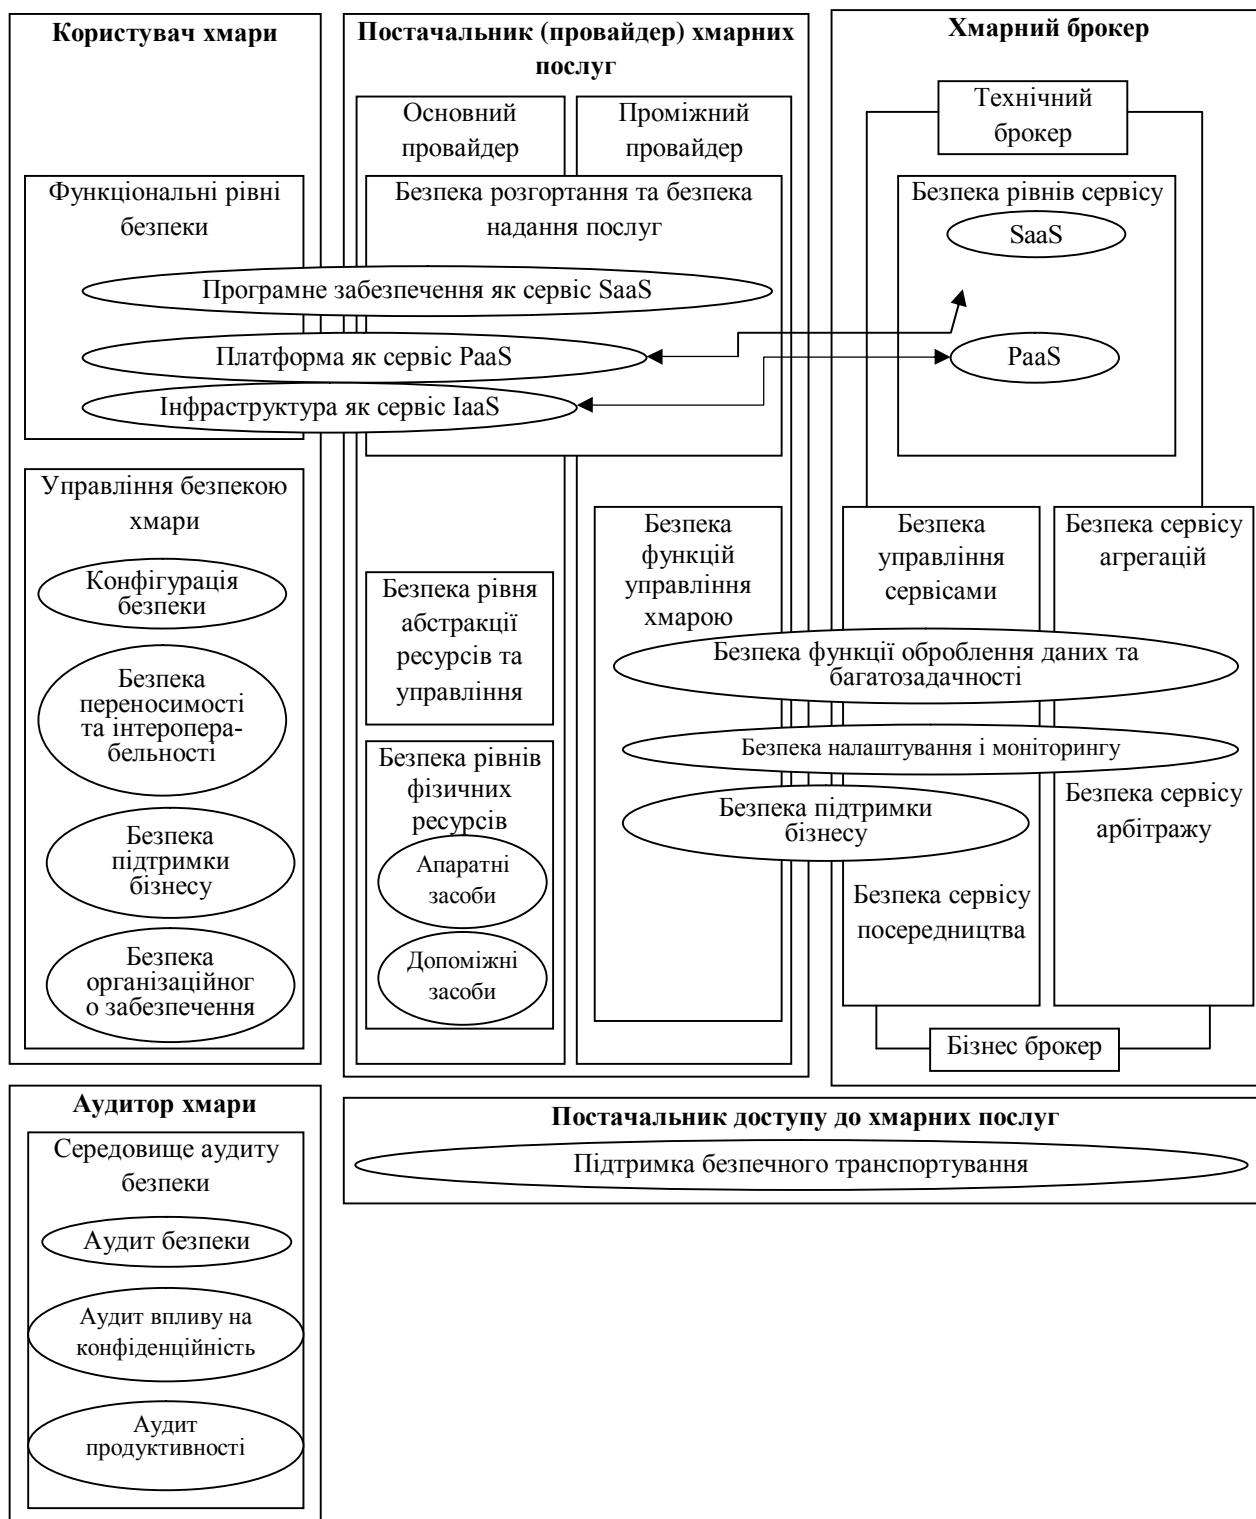 Користувач хмари
Функціональні рівні
безпеки
Програмне забезпечення як сервіс SaaS
Платформа як сервіс PaaS
Інфраструктура як сервіс IaaS
Управління безпекою
хмари
Конфігурація
безпеки
Безпека
переносимості
та інтеропера-
бельності
Безпека
підтримки
бізнесу
Безпека
організаційног
о забезпечення
Постачальник (провайдер) хмарних
послуг
Основний
провайдер
Проміжний
провайдер
Безпека розгортання та безпека
надання послуг
Безпека рівня
абстракції
ресурсів та
управління
Безпека рівнів
фізичних
ресурсів
Апаратні
засоби
Допоміжні
засоби
Безпека
функцій
управління
хмарою
Хмарний брокер
Технічний
брокер
Безпека рівнів сервісу
SaaS
PaaS
Безпека
управління
сервісами
Безпека сервісу
агрегацій
Безпека функції оброблення даних та
багатозадачності
Безпека налаштування і моніторингу
Безпека підтримки
бізнесу
Безпека сервісу
арбітражу
Безпека сервісу
посередництва
Бізнес брокер
Аудитор хмари
Середовище аудиту
безпеки
Аудит безпеки
Аудит впливу на
конфіденційність
Аудит
продуктивності
Постачальник доступу до хмарних послуг
Підтримка безпечного транспортування